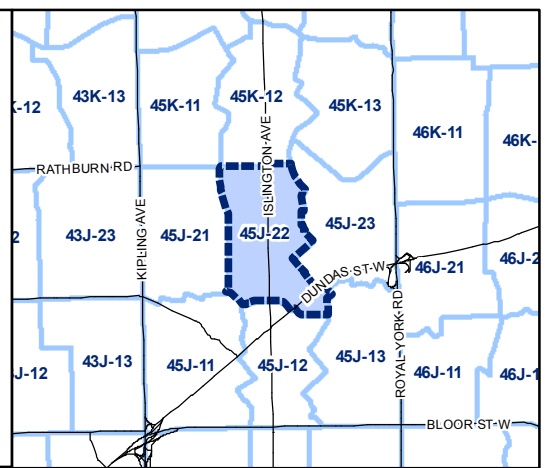 43K-13
45K-11
45K-12
45K-13
46K-11
46K-
K-12
ISLINGTON AVE
RATHBURN RD
KIPLING AVE
2
43J-23
45J-21
45J-22
45J-23
46J-21
46J-2
DUNDAS ST W
ROYAL YORK RD
J-12
43J-13
45J-11
45J-12
45J-13
46J-11
46J-1
BLOOR ST W